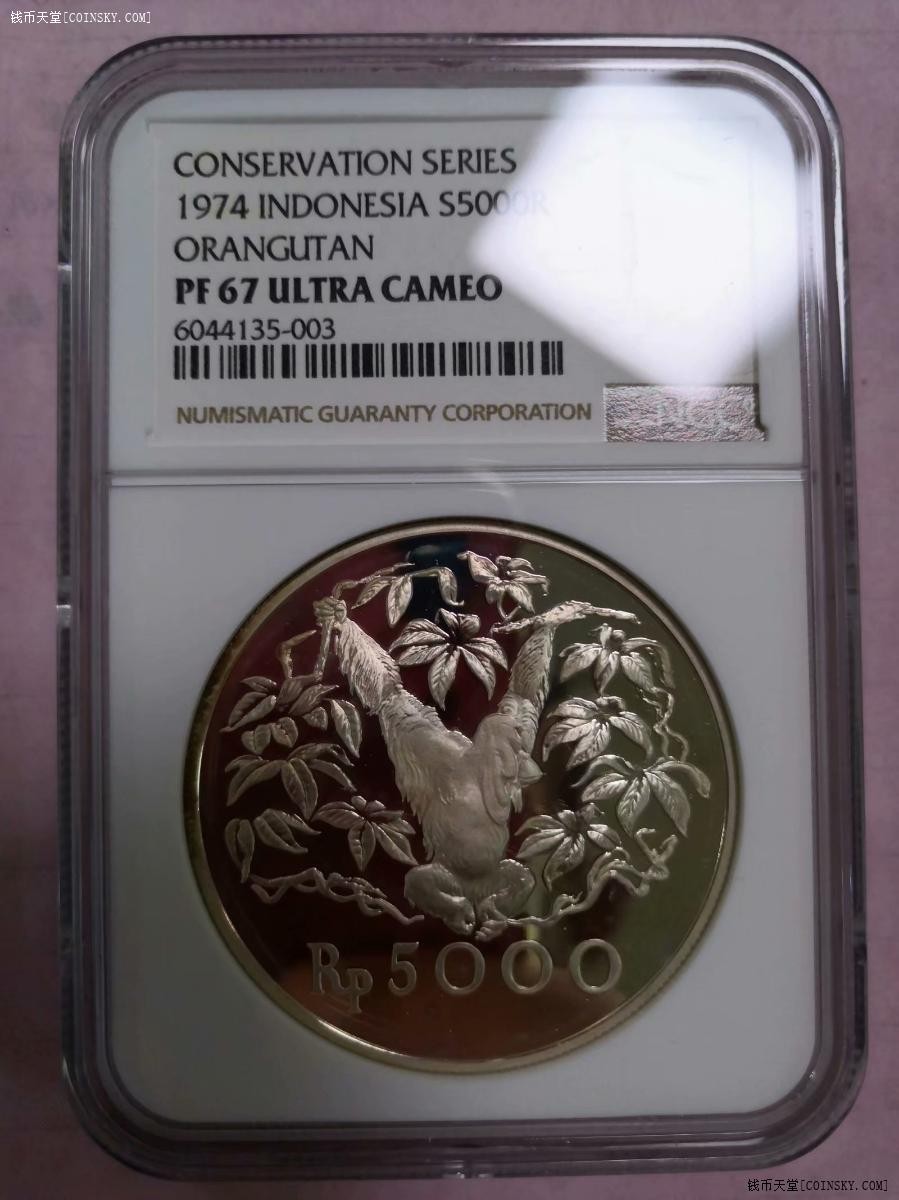 钱币天堂[COINSKY.COM]
CONSERVATION SERIES
1974 INDONESIA S5000R
ORANGUTAN
PF 67 ULTRA CAMEO
6044135-003
NUMISMATIC GUARANTY CORPORATION
Rp 5000
钱币天堂[COINSKY.COM]